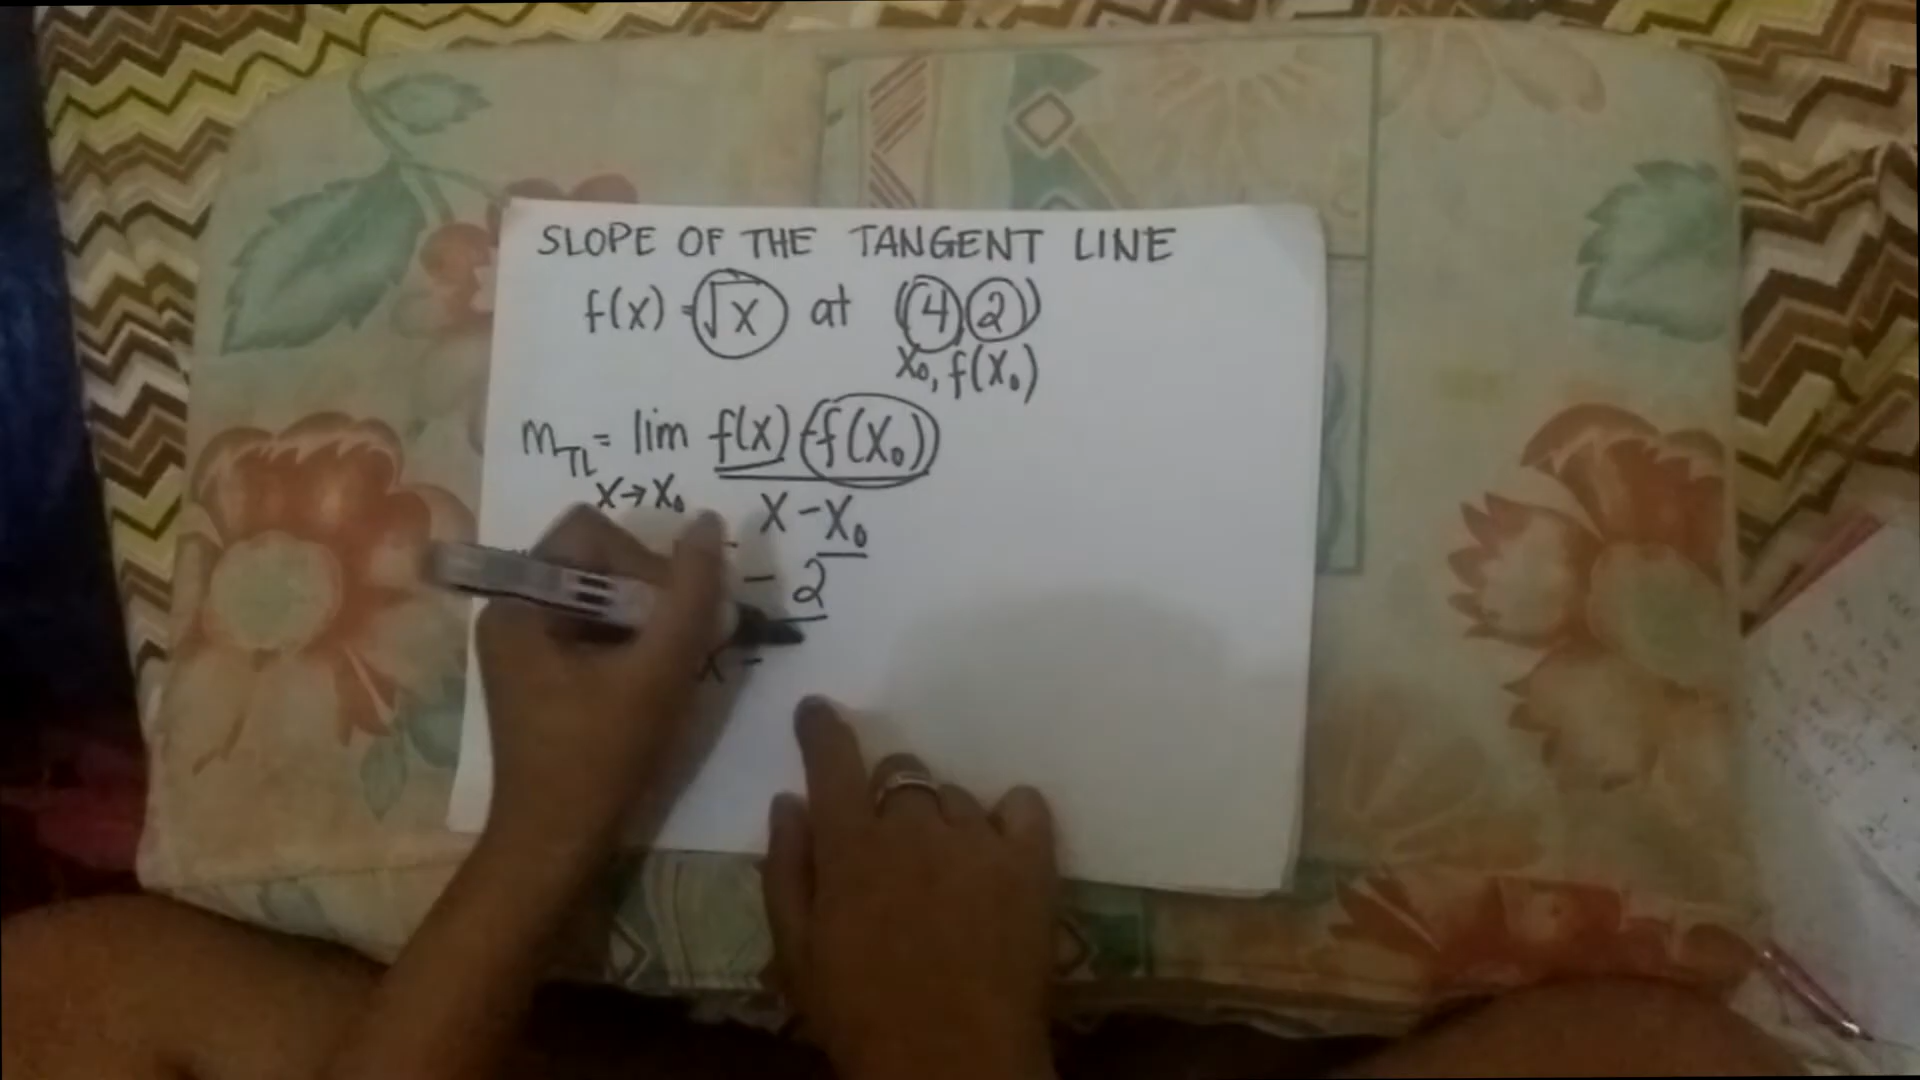 SLOPE OF THE TANGENT LINE
f(x) = √x at (4, 2)
x₀, f(x₀)
m_TL = lim f(x) - f(x₀)
x→x₀ x - x₀
- 2
x -